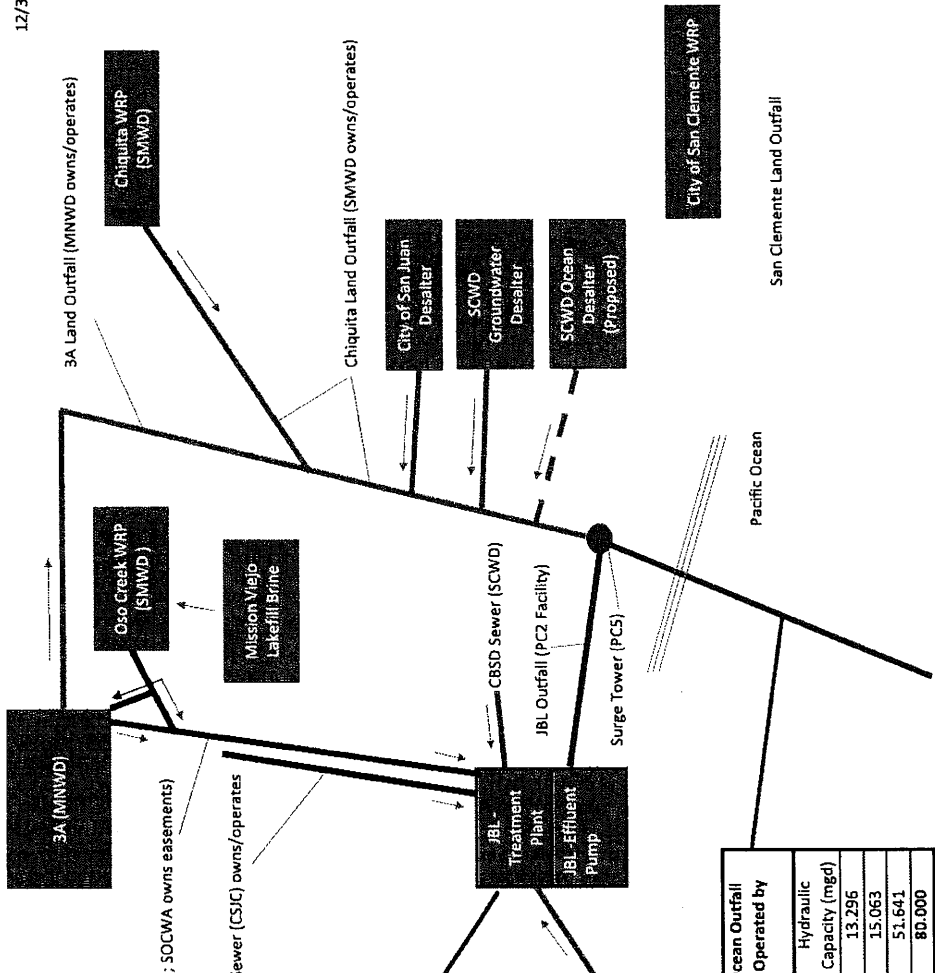 12/3
3A Land Outfall (MNWD owns/operates)
Chiquita WRP
(SMWD)
Chiquita Land Outfall (SMWD owns/operates)
3A (MNWD)
Oso Creek WRP
(SMWD )
Mission Viejo
Lakefill Brine
City of San Juan
Desalter
SCWD
Groundwater
Desalter
SCWD Ocean
Desalter
(Proposed)
City of San Clemente WRP
San Clemente Land Outfall
; SOCWA owns easements)
ewer (CSJC) owns/operates
CBSD Sewer (SCWD)
JBL Outfall (PC2 Facility)
Surge Tower (PC5)
JBL-
Treatment
Plant
JBL-Effluent
Pump
Pacific Ocean
cean Outfall
Operated by
Hydraulic
Capacity (mgd)
13.296
15.063
51.641
80.000